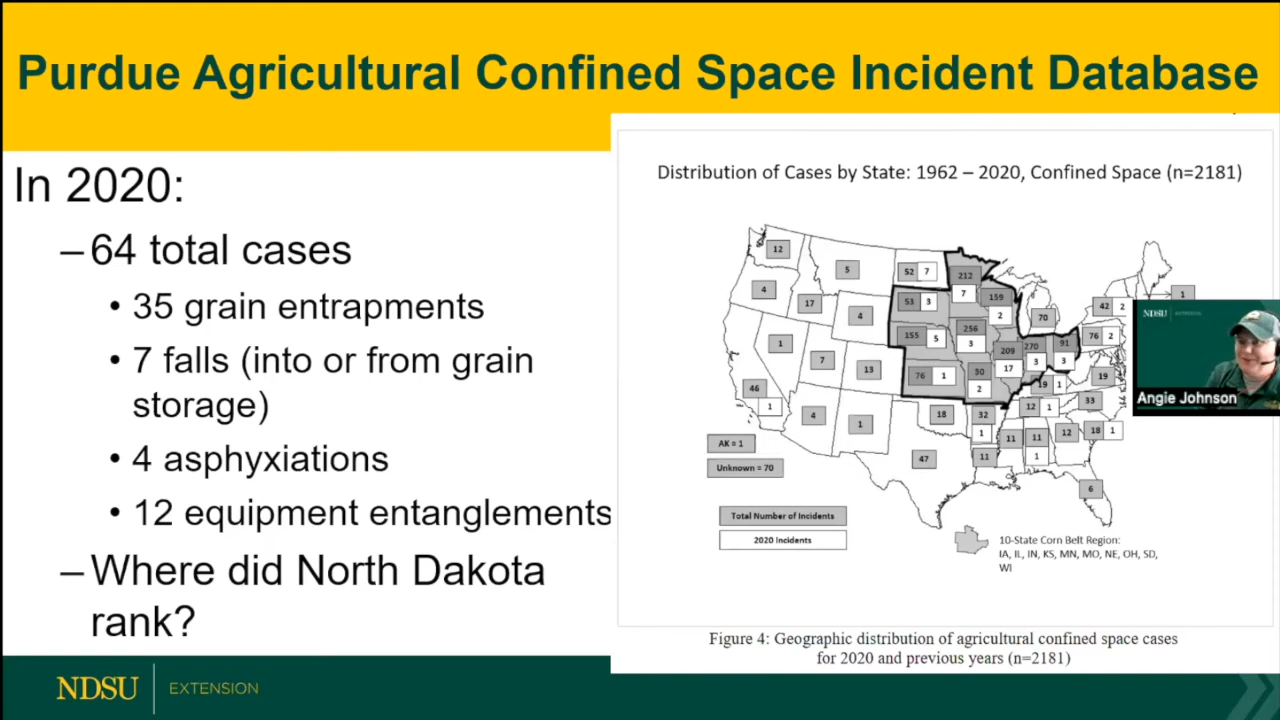 Purdue Agricultural Confined Space Incident Database
In 2020:
–64 total cases
• 35 grain entrapments
• 7 falls (into or from grain
storage)
• 4 asphyxiations
• 12 equipment entanglements
–Where did North Dakota
rank?
Distribution of Cases by State: 1962 – 2020, Confined Space (n=2181)
12
5
52 7
212
4
17
53 3
7
159
2
70
42 2
1
4
155 5
256
3
76 2
1
7
13
209
17
270
3
91
3
76 1
30
2
19 1
19
46
1
4
1
18
32
1
12 1
33
11
11
1
12
18 1
47
11
6
AK = 1
Unknown = 70
Total Number of Incidents
2020 Incidents
10-State Corn Belt Region:
IA, IL, IN, KS, MN, MO, NE, OH, SD,
WI
Figure 4: Geographic distribution of agricultural confined space cases
for 2020 and previous years (n=2181)
NDSU EXTENSION
Angie Johnson
NDSU EXTENSION